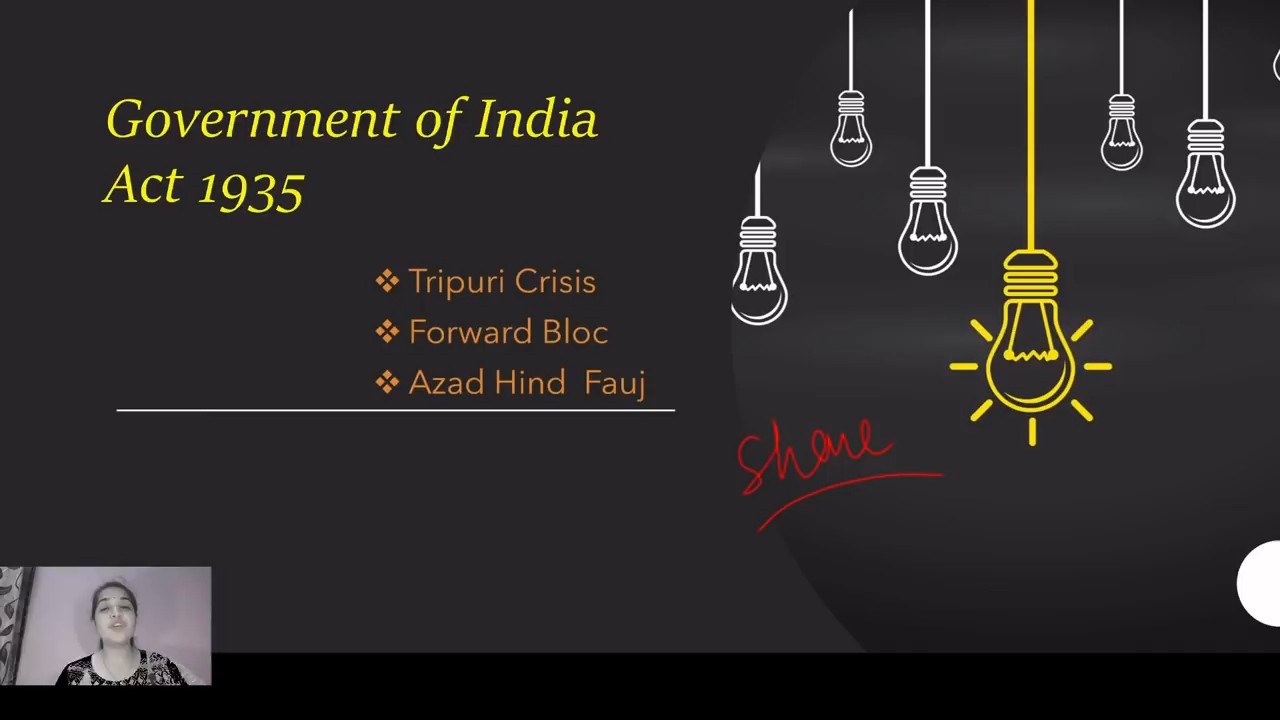 Government of India
Act 1935
❖ Tripuri Crisis
❖ Forward Bloc
❖ Azad Hind Fauj
Share